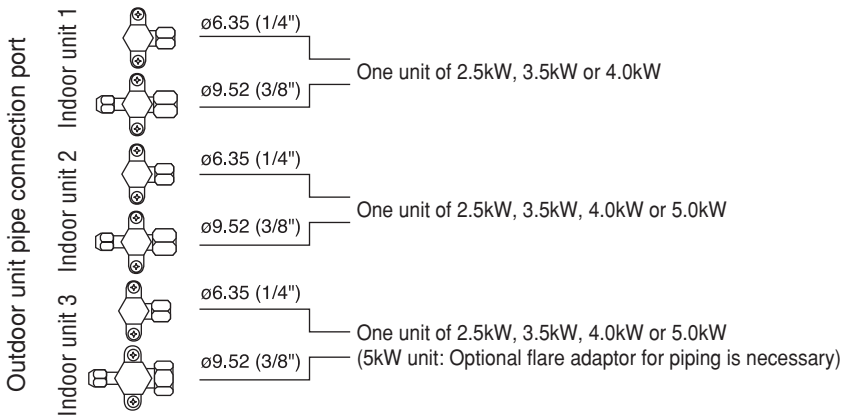 Outdoor unit pipe connection port
Indoor unit 1
ø6.35 (1/4")
ø9.52 (3/8")
One unit of 2.5kW, 3.5kW or 4.0kW
Indoor unit 2
ø6.35 (1/4")
ø9.52 (3/8")
One unit of 2.5kW, 3.5kW, 4.0kW or 5.0kW
Indoor unit 3
ø6.35 (1/4")
ø9.52 (3/8")
One unit of 2.5kW, 3.5kW, 4.0kW or 5.0kW
(5kW unit: Optional flare adaptor for piping is necessary)